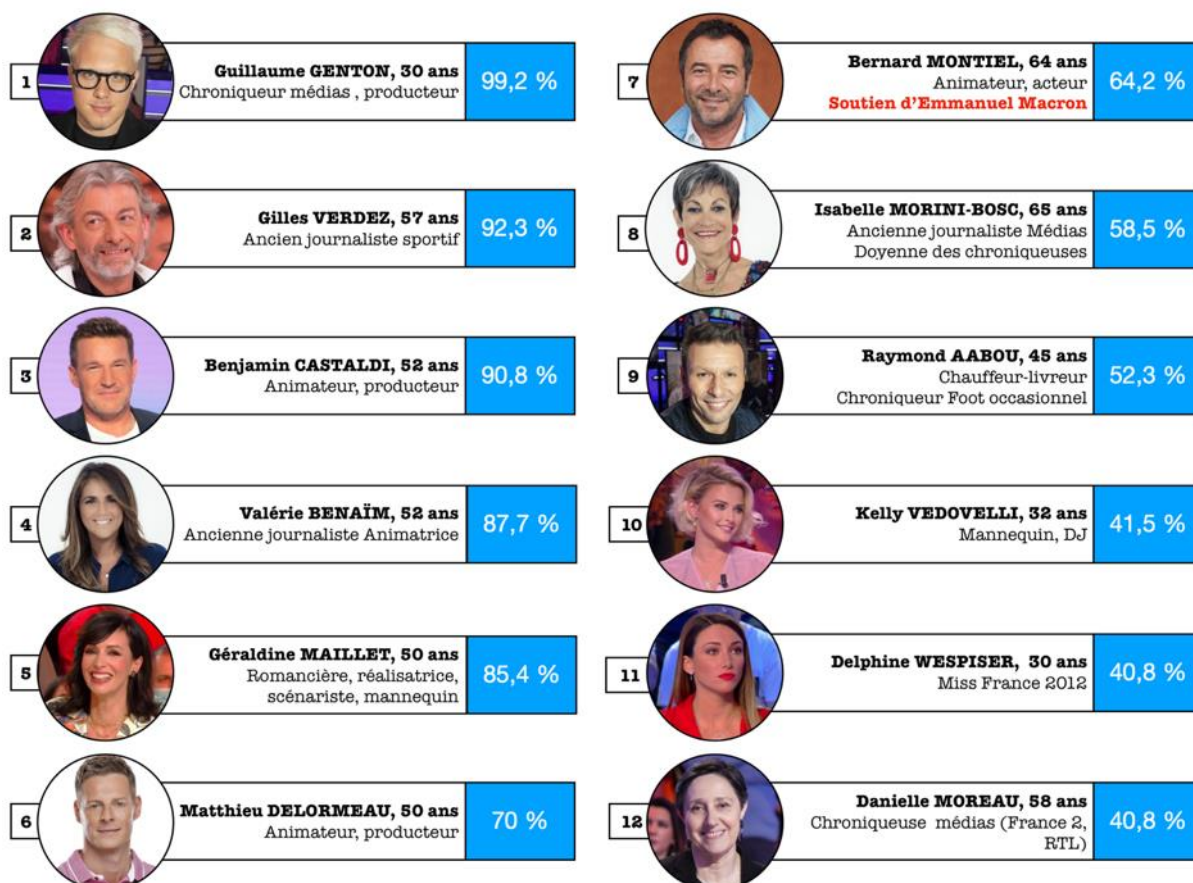 1
Guillaume GENTON, 30 ans
Chroniqueur médias , producteur
99,2 %
2
Gilles VERDEZ, 57 ans
Ancien journaliste sportif
92,3 %
3
Benjamin CASTALDI, 52 ans
Animateur, producteur
90,8 %
4
Valérie BENAÏM, 52 ans
Ancienne journaliste Animatrice
87,7 %
5
Géraldine MAILLET, 50 ans
Romancière, réalisatrice,
scénariste, mannequin
85,4 %
6
Matthieu DELORMEAU, 50 ans
Animateur, producteur
70 %
7
Bernard MONTIEL, 64 ans
Animateur, acteur
Soutien d’Emmanuel Macron
64,2 %
8
Isabelle MORINI-BOSC, 65 ans
Ancienne journaliste Médias
Doyenne des chroniqueuses
58,5 %
9
Raymond AABOU, 45 ans
Chauffeur-livreur
Chroniqueur Foot occasionnel
52,3 %
10
Kelly VEDOVELLI, 32 ans
Mannequin, DJ
41,5 %
11
Delphine WESPISER, 30 ans
Miss France 2012
40,8 %
12
Danielle MOREAU, 58 ans
Chroniqueuse médias (France 2,
RTL)
40,8 %